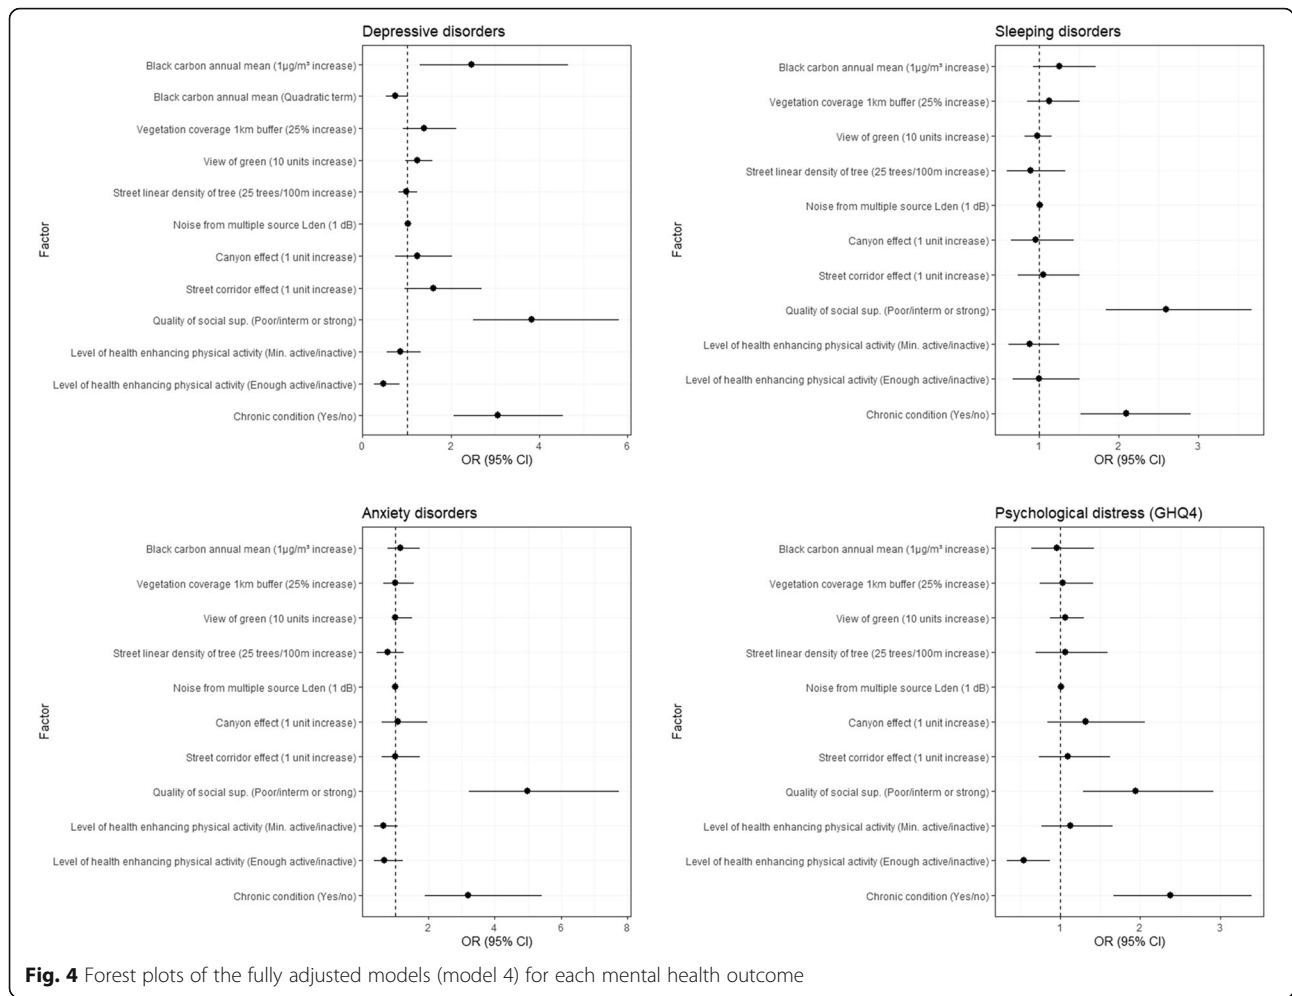 Depressive disorders
Factor
Black carbon annual mean (1µg/m³ increase)
Black carbon annual mean (Quadratic term)
Vegetation coverage 1km buffer (25% increase)
View of green (10 units increase)
Street linear density of tree (25 trees/100m increase)
Noise from multiple source Lden (1 dB)
Canyon effect (1 unit increase)
Street corridor effect (1 unit increase)
Quality of social sup. (Poor/interm or strong)
Level of health enhancing physical activity (Min. active/inactive)
Level of health enhancing physical activity (Enough active/inactive)
Chronic condition (Yes/no)
0 2 4 6
OR (95% CI)
Sleeping disorders
Factor
Black carbon annual mean (1µg/m³ increase)
Vegetation coverage 1km buffer (25% increase)
View of green (10 units increase)
Street linear density of tree (25 trees/100m increase)
Noise from multiple source Lden (1 dB)
Canyon effect (1 unit increase)
Street corridor effect (1 unit increase)
Quality of social sup. (Poor/interm or strong)
Level of health enhancing physical activity (Min. active/inactive)
Level of health enhancing physical activity (Enough active/inactive)
Chronic condition (Yes/no)
1 2 3
OR (95% CI)
Anxiety disorders
Factor
Black carbon annual mean (1µg/m³ increase)
Vegetation coverage 1km buffer (25% increase)
View of green (10 units increase)
Street linear density of tree (25 trees/100m increase)
Noise from multiple source Lden (1 dB)
Canyon effect (1 unit increase)
Street corridor effect (1 unit increase)
Quality of social sup. (Poor/interm or strong)
Level of health enhancing physical activity (Min. active/inactive)
Level of health enhancing physical activity (Enough active/inactive)
Chronic condition (Yes/no)
2 4 6 8
OR (95% CI)
Psychological distress (GHQ4)
Factor
Black carbon annual mean (1µg/m³ increase)
Vegetation coverage 1km buffer (25% increase)
View of green (10 units increase)
Street linear density of tree (25 trees/100m increase)
Noise from multiple source Lden (1 dB)
Canyon effect (1 unit increase)
Street corridor effect (1 unit increase)
Quality of social sup. (Poor/interm or strong)
Level of health enhancing physical activity (Min. active/inactive)
Level of health enhancing physical activity (Enough active/inactive)
Chronic condition (Yes/no)
1 2 3
OR (95% CI)
Fig. 4 Forest plots of the fully adjusted models (model 4) for each mental health outcome